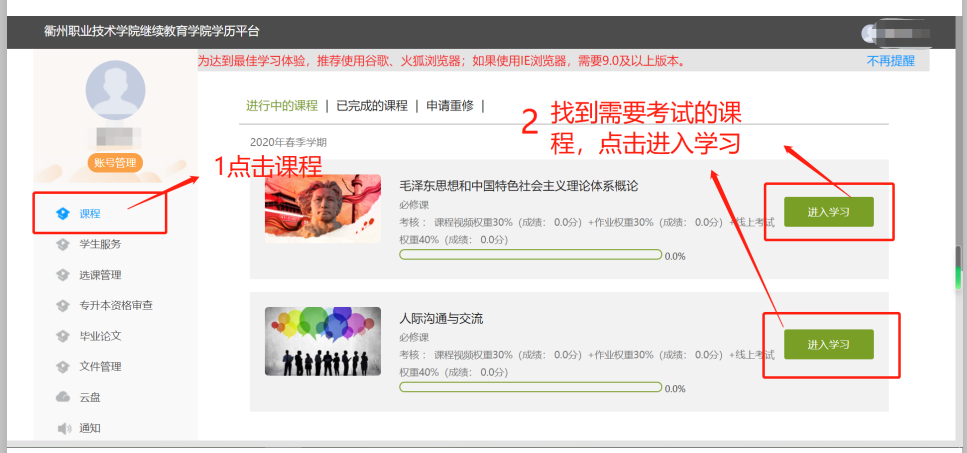 衢州职业技术学院继续教育学院学历平台
为达到最佳学习体验，推荐使用谷歌、火狐浏览器；如果使用IE浏览器，需要9.0及以上版本。 不再提醒
账号管理
课程
学生服务
选课管理
专升本资格审查
毕业论文
文件管理
云盘
通知
进行中的课程 | 已完成的课程 | 申请重修 |
2020年春季学期
1点击课程
2 找到需要考试的课
程，点击进入学习
毛泽东思想和中国特色社会主义理论体系概论
必修课
考核： 课程视频权重30%（成绩： 0.0分）+作业权重30%（成绩： 0.0分）+线上考试
权重40%（成绩： 0.0分）
0.0%
进入学习
人际沟通与交流
必修课
考核： 课程视频权重30%（成绩： 0.0分）+作业权重30%（成绩： 0.0分）+线上考试
权重40%（成绩： 0.0分）
0.0%
进入学习